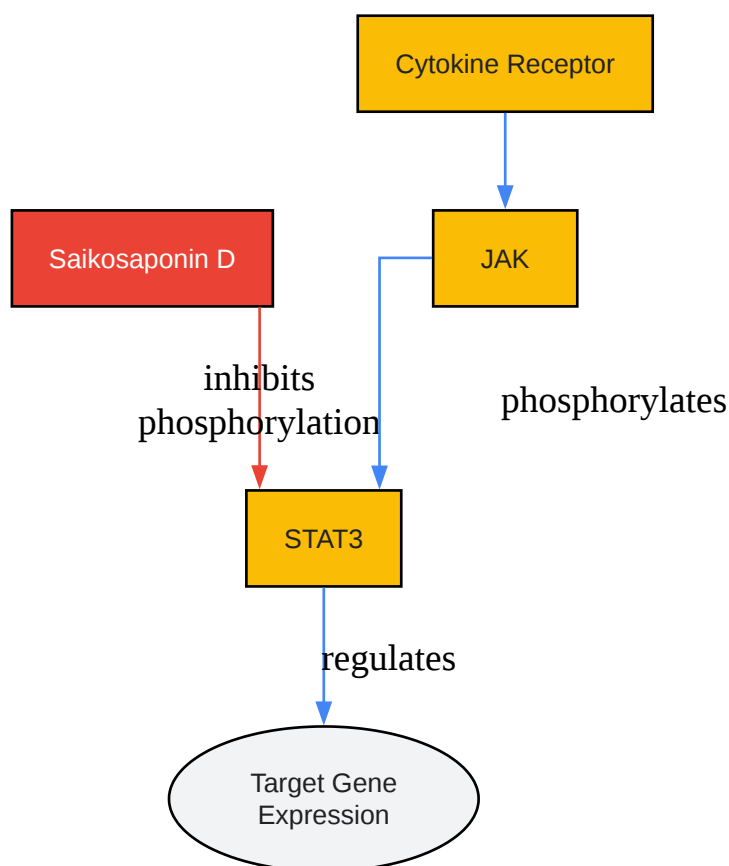 Cytokine Receptor
Saikosaponin D
JAK
inhibits
phosphorylation
phosphorylates
STAT3
regulates
Target Gene
Expression